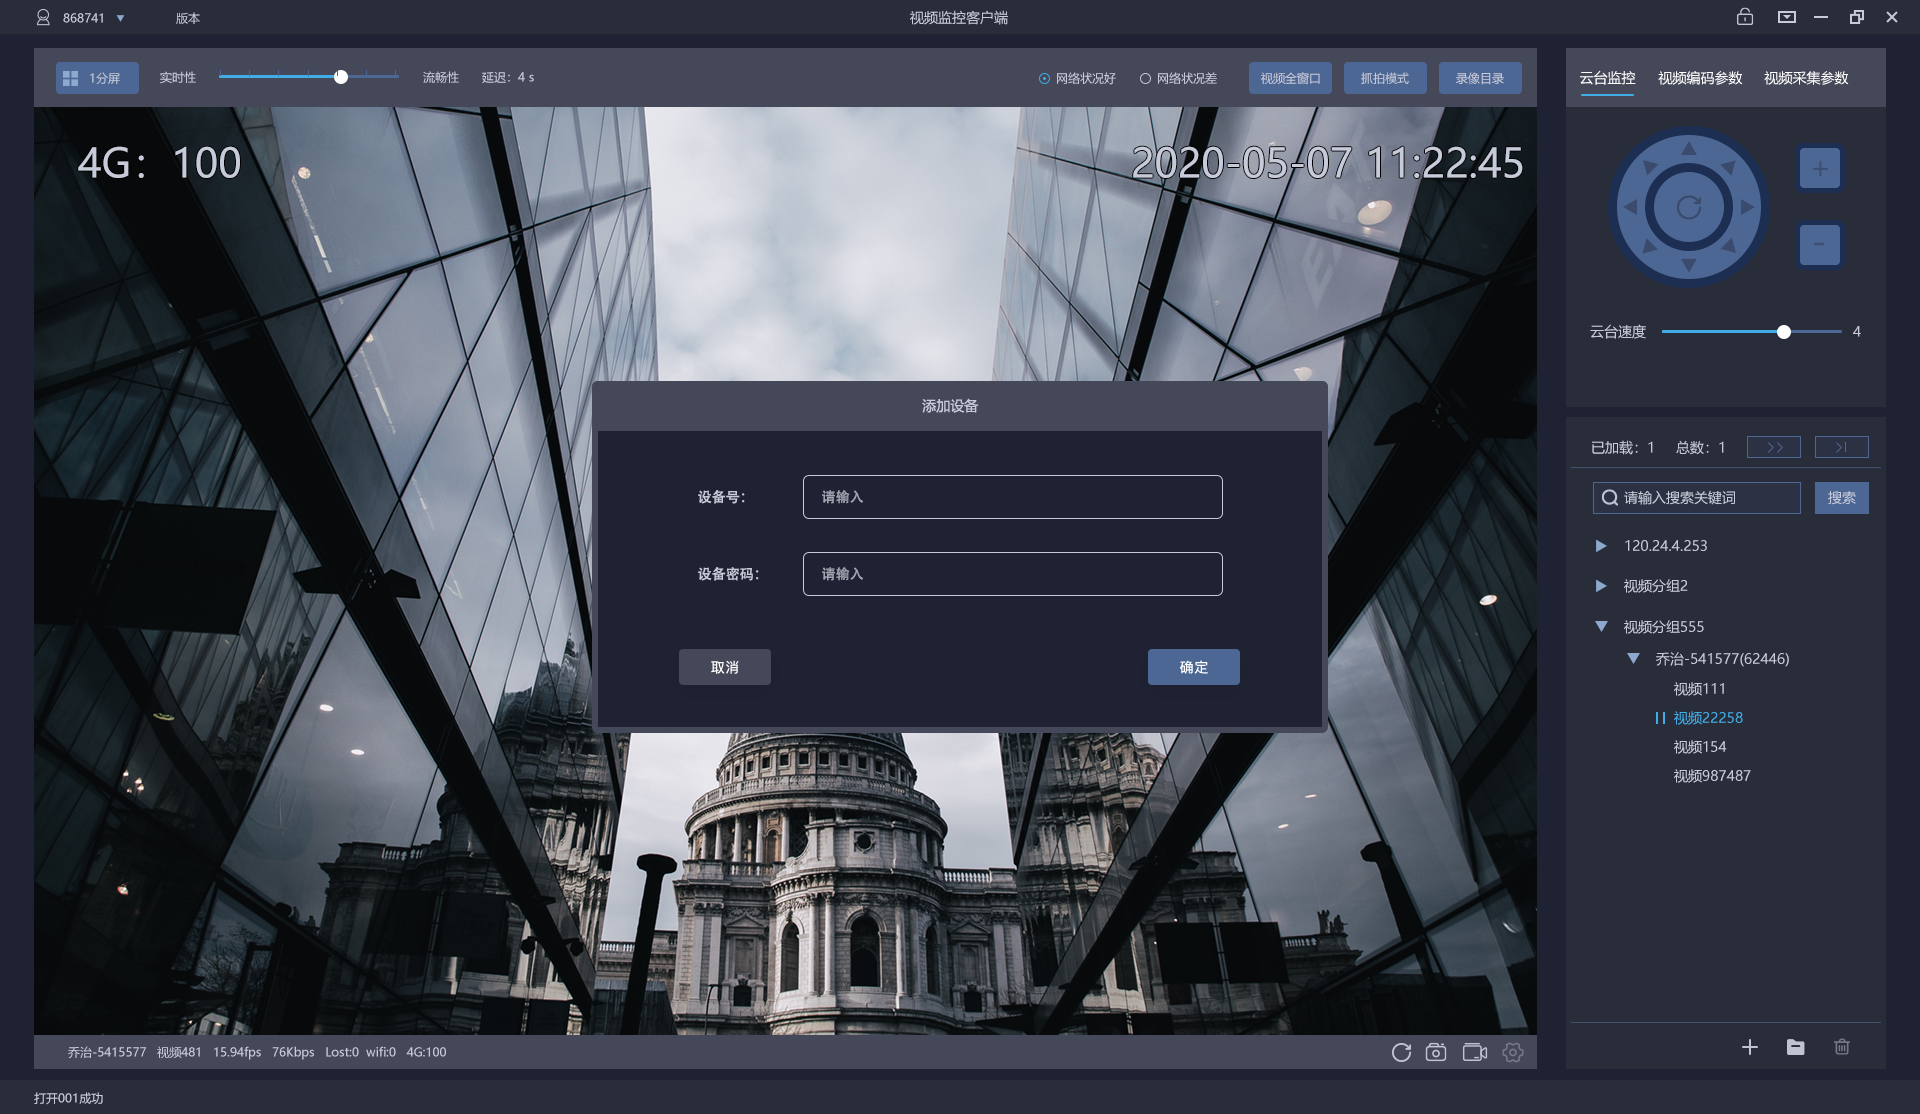 868741
版本
视频监控客户端
1分屏
实时性
流畅性
延迟：4 s
网络状况好
网络状况差
视频全窗口
抓拍模式
录像目录
云台监控
视频编码参数
视频采集参数
4G：100
2020-05-07 11:22:45
云台速度
4
添加设备
设备号：
请输入
设备密码：
请输入
取消
确定
已加载：1
总数：1
请输入搜索关键词
搜索
120.24.4.253
视频分组2
视频分组555
乔治-541577(62446)
视频111
视频22258
视频154
视频987487
乔治-5415577 视频481 15.94fps 76Kbps Lost:0 wifi:0 4G:100
打开001成功